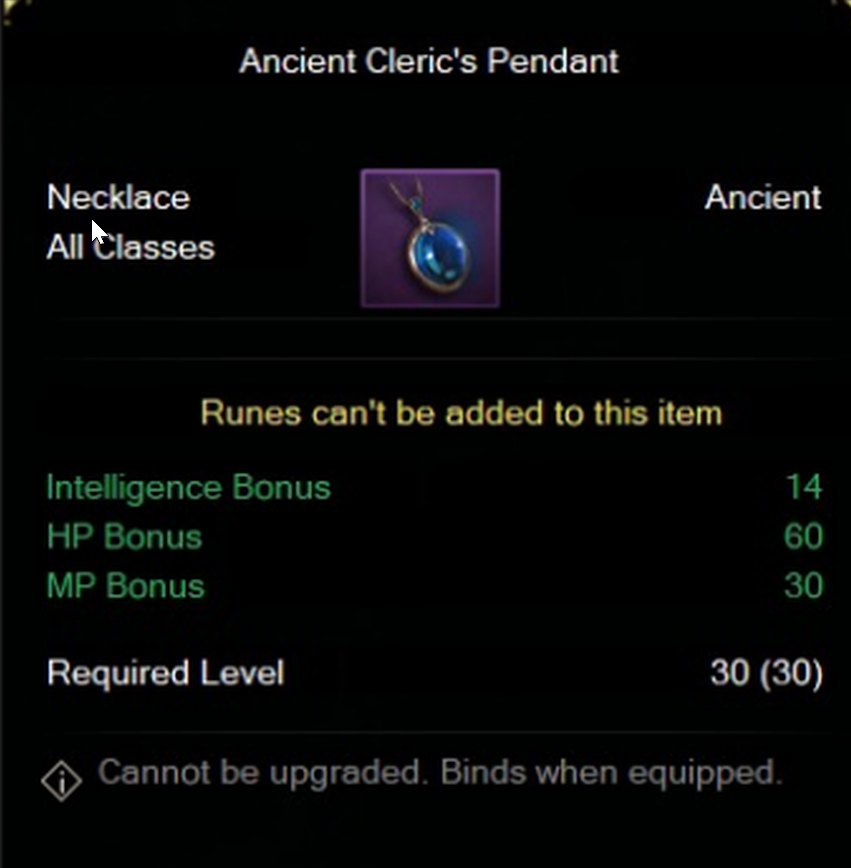 Ancient Cleric's Pendant
Necklace
Ancient
All Classes
Runes can't be added to this item
Intelligence Bonus 14
HP Bonus 60
MP Bonus 30
Required Level 30 (30)
Cannot be upgraded. Binds when equipped.